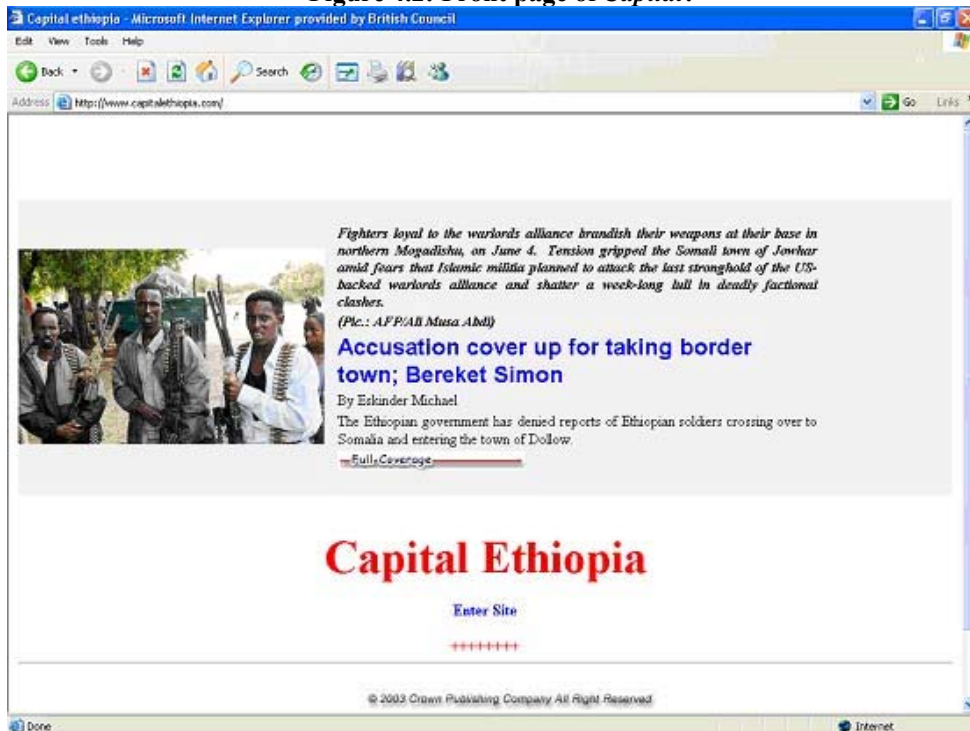 Figure 4.2: Front page of Capital.
Capital ethiopia - Microsoft Internet Explorer provided by British Council
Edit View Tools Help
Back Search
Address http://www.capitalethiopia.com/ Go Links
Fighters loyal to the warlords alliance brandish their weapons at their base in
northern Mogadishu, on June 4. Tension gripped the Somali town of Jowhar
amid fears that Islamic militia planned to attack the last stronghold of the US-
backed warlords alliance and shatter a week-long lull in deadly factional
clashes.
(Pic.: AFP/Ali Musa Abdi)
Accusation cover up for taking border
town; Bereket Simon
By Eskinder Michael
The Ethiopian government has denied reports of Ethiopian soldiers crossing over to
Somalia and entering the town of Dollow.
Full Coverage
Capital Ethiopia
Enter Site
++++++++
© 2003 Crown Publishing Company All Right Reserved
Done Internet